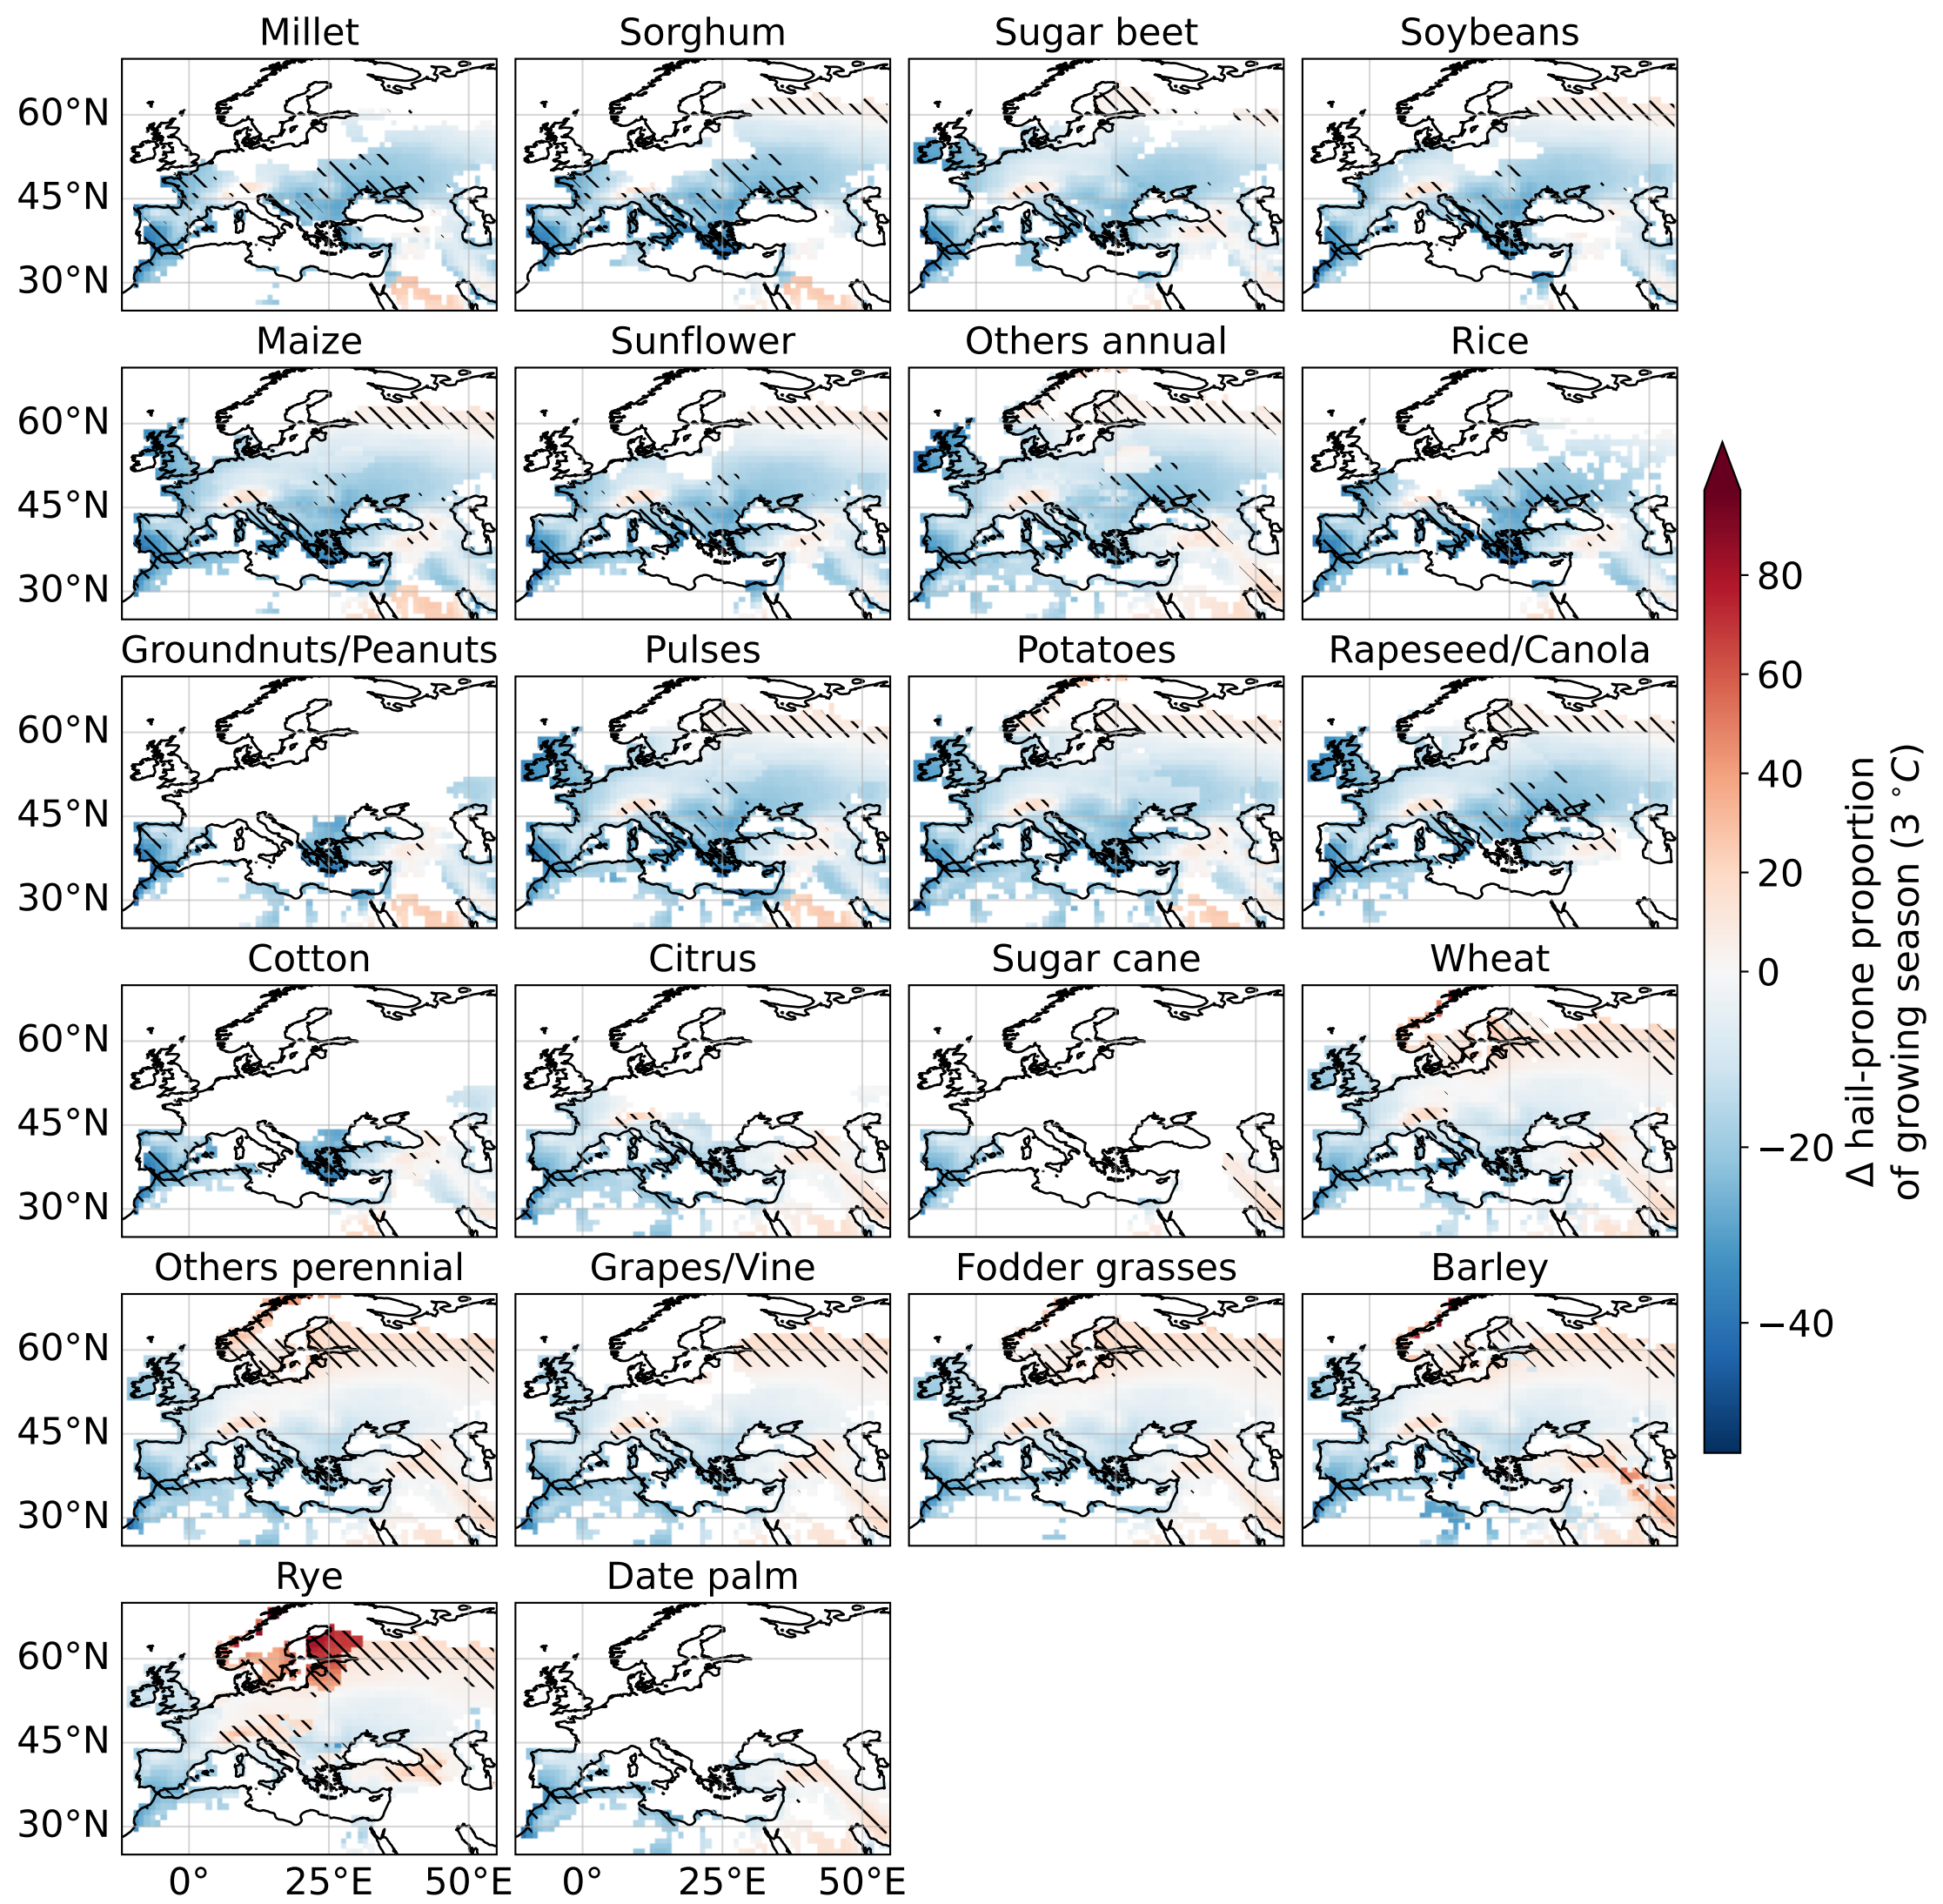 Millet Sorghum Sugar beet Soybeans
60°N
45°N
30°N
Maize Sunflower Others annual Rice
60°N
45°N
30°N
Groundnuts/Peanuts Pulses Potatoes Rapeseed/Canola
60°N
45°N
30°N
Cotton Citrus Sugar cane Wheat
60°N
45°N
30°N
Others perennial Grapes/Vine Fodder grasses Barley
60°N
45°N
30°N
Rye Date palm
60°N
45°N
30°N
0° 25°E 50°E 0° 25°E 50°E
80
60
40
20
0
−20
−40
Δ hail-prone proportion
of growing season (3 °C)